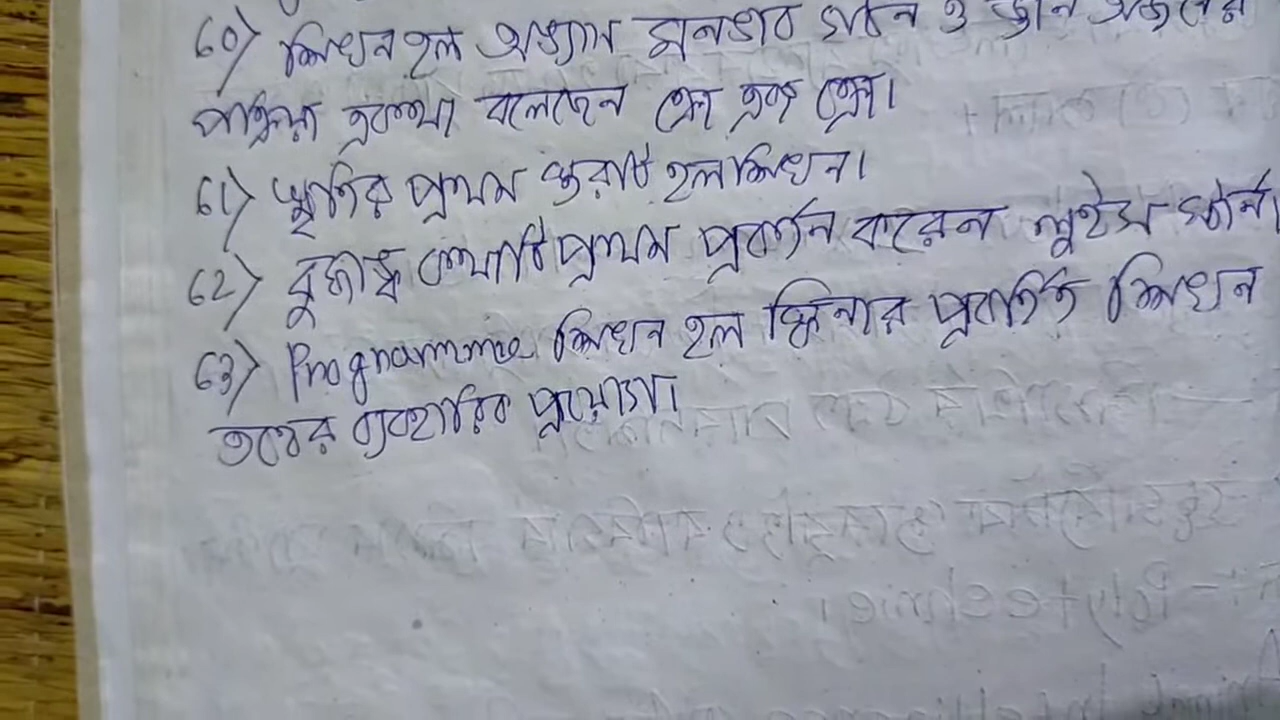 60) শিখন হল অভ্যাস মনভাব গঠন ও জ্ঞান অর্জনের
প্রক্রিয়া একথা বলেছেন ক্রো এবং ক্রো।
61) স্মৃতির প্রথম স্তরটি হল শিখন।
62) বুদ্ধ্যঙ্ক কথাটি প্রথম প্রবর্তন করেন লুইস স্টার্ন।
63) Programme শিখন হল স্কিনার প্রবর্তিত শিখন
তত্ত্বের ব্যবহারিক প্রয়োগ।